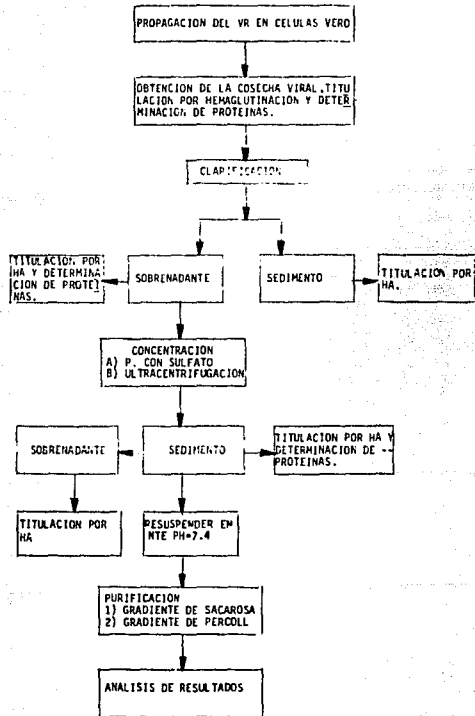 PROPAGACION DEL VR EN CELULAS VERO
OBTENCION DE LA COSECHA VIRAL,TITU
LACION POR HEMAGLUTINACION Y DETER
MINACION DE PROTEINAS.
CLARIFICACION
TITULACION POR
HA Y DETERMINA
CION DE PROTEI
NAS.
SOBRENADANTE
SEDIMENTO
TITULACION POR
HA.
CONCENTRACION
A) P. CON SULFATO
B) ULTRACENTRIFUGACION
SOBRENADANTE
SEDIMENTO
TITULACION POR HA Y
DETERMINACION DE --
PROTEINAS.
TITULACION POR
HA
RESUSPENDER EM
NTE PH=7.4
PURIFICACION
1) GRADIENTE DE SACAROSA
2) GRADIENTE DE PERCOLL
ANALISIS DE RESULTADOS